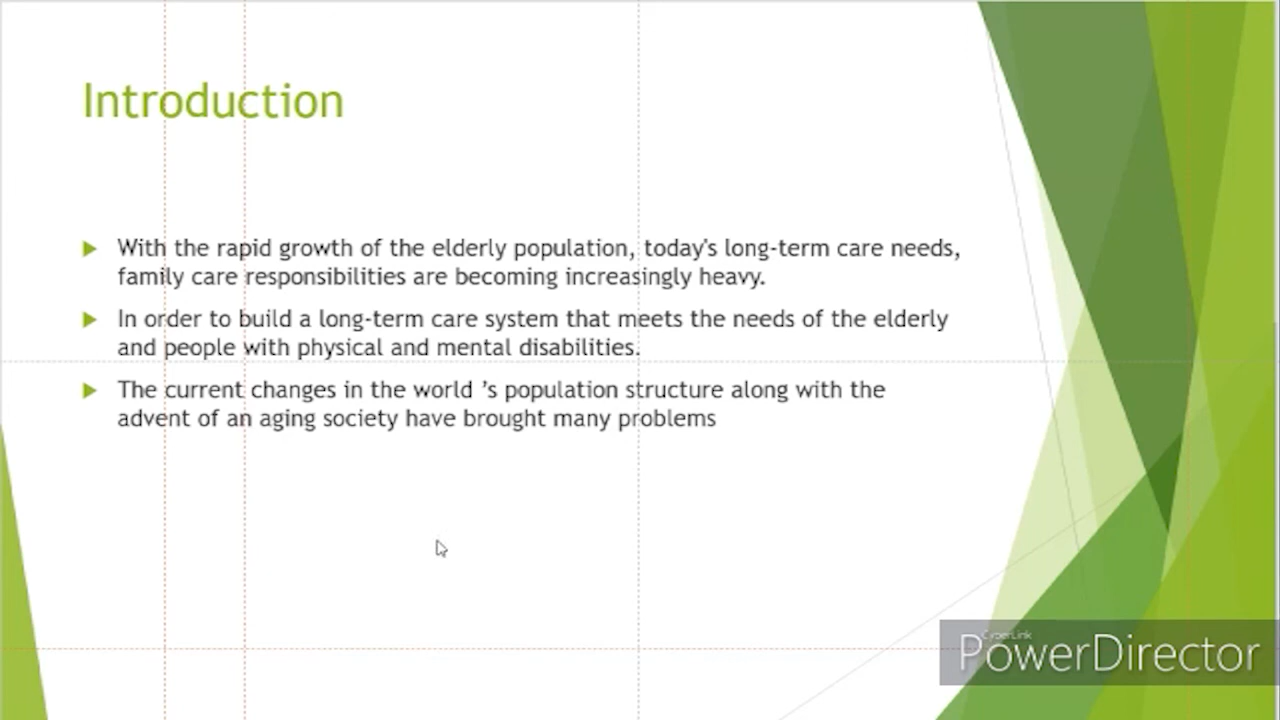 Introduction
With the rapid growth of the elderly population, today's long-term care needs,
family care responsibilities are becoming increasingly heavy.
In order to build a long-term care system that meets the needs of the elderly
and people with physical and mental disabilities.
The current changes in the world ’s population structure along with the
advent of an aging society have brought many problems
CyberLink
PowerDirector